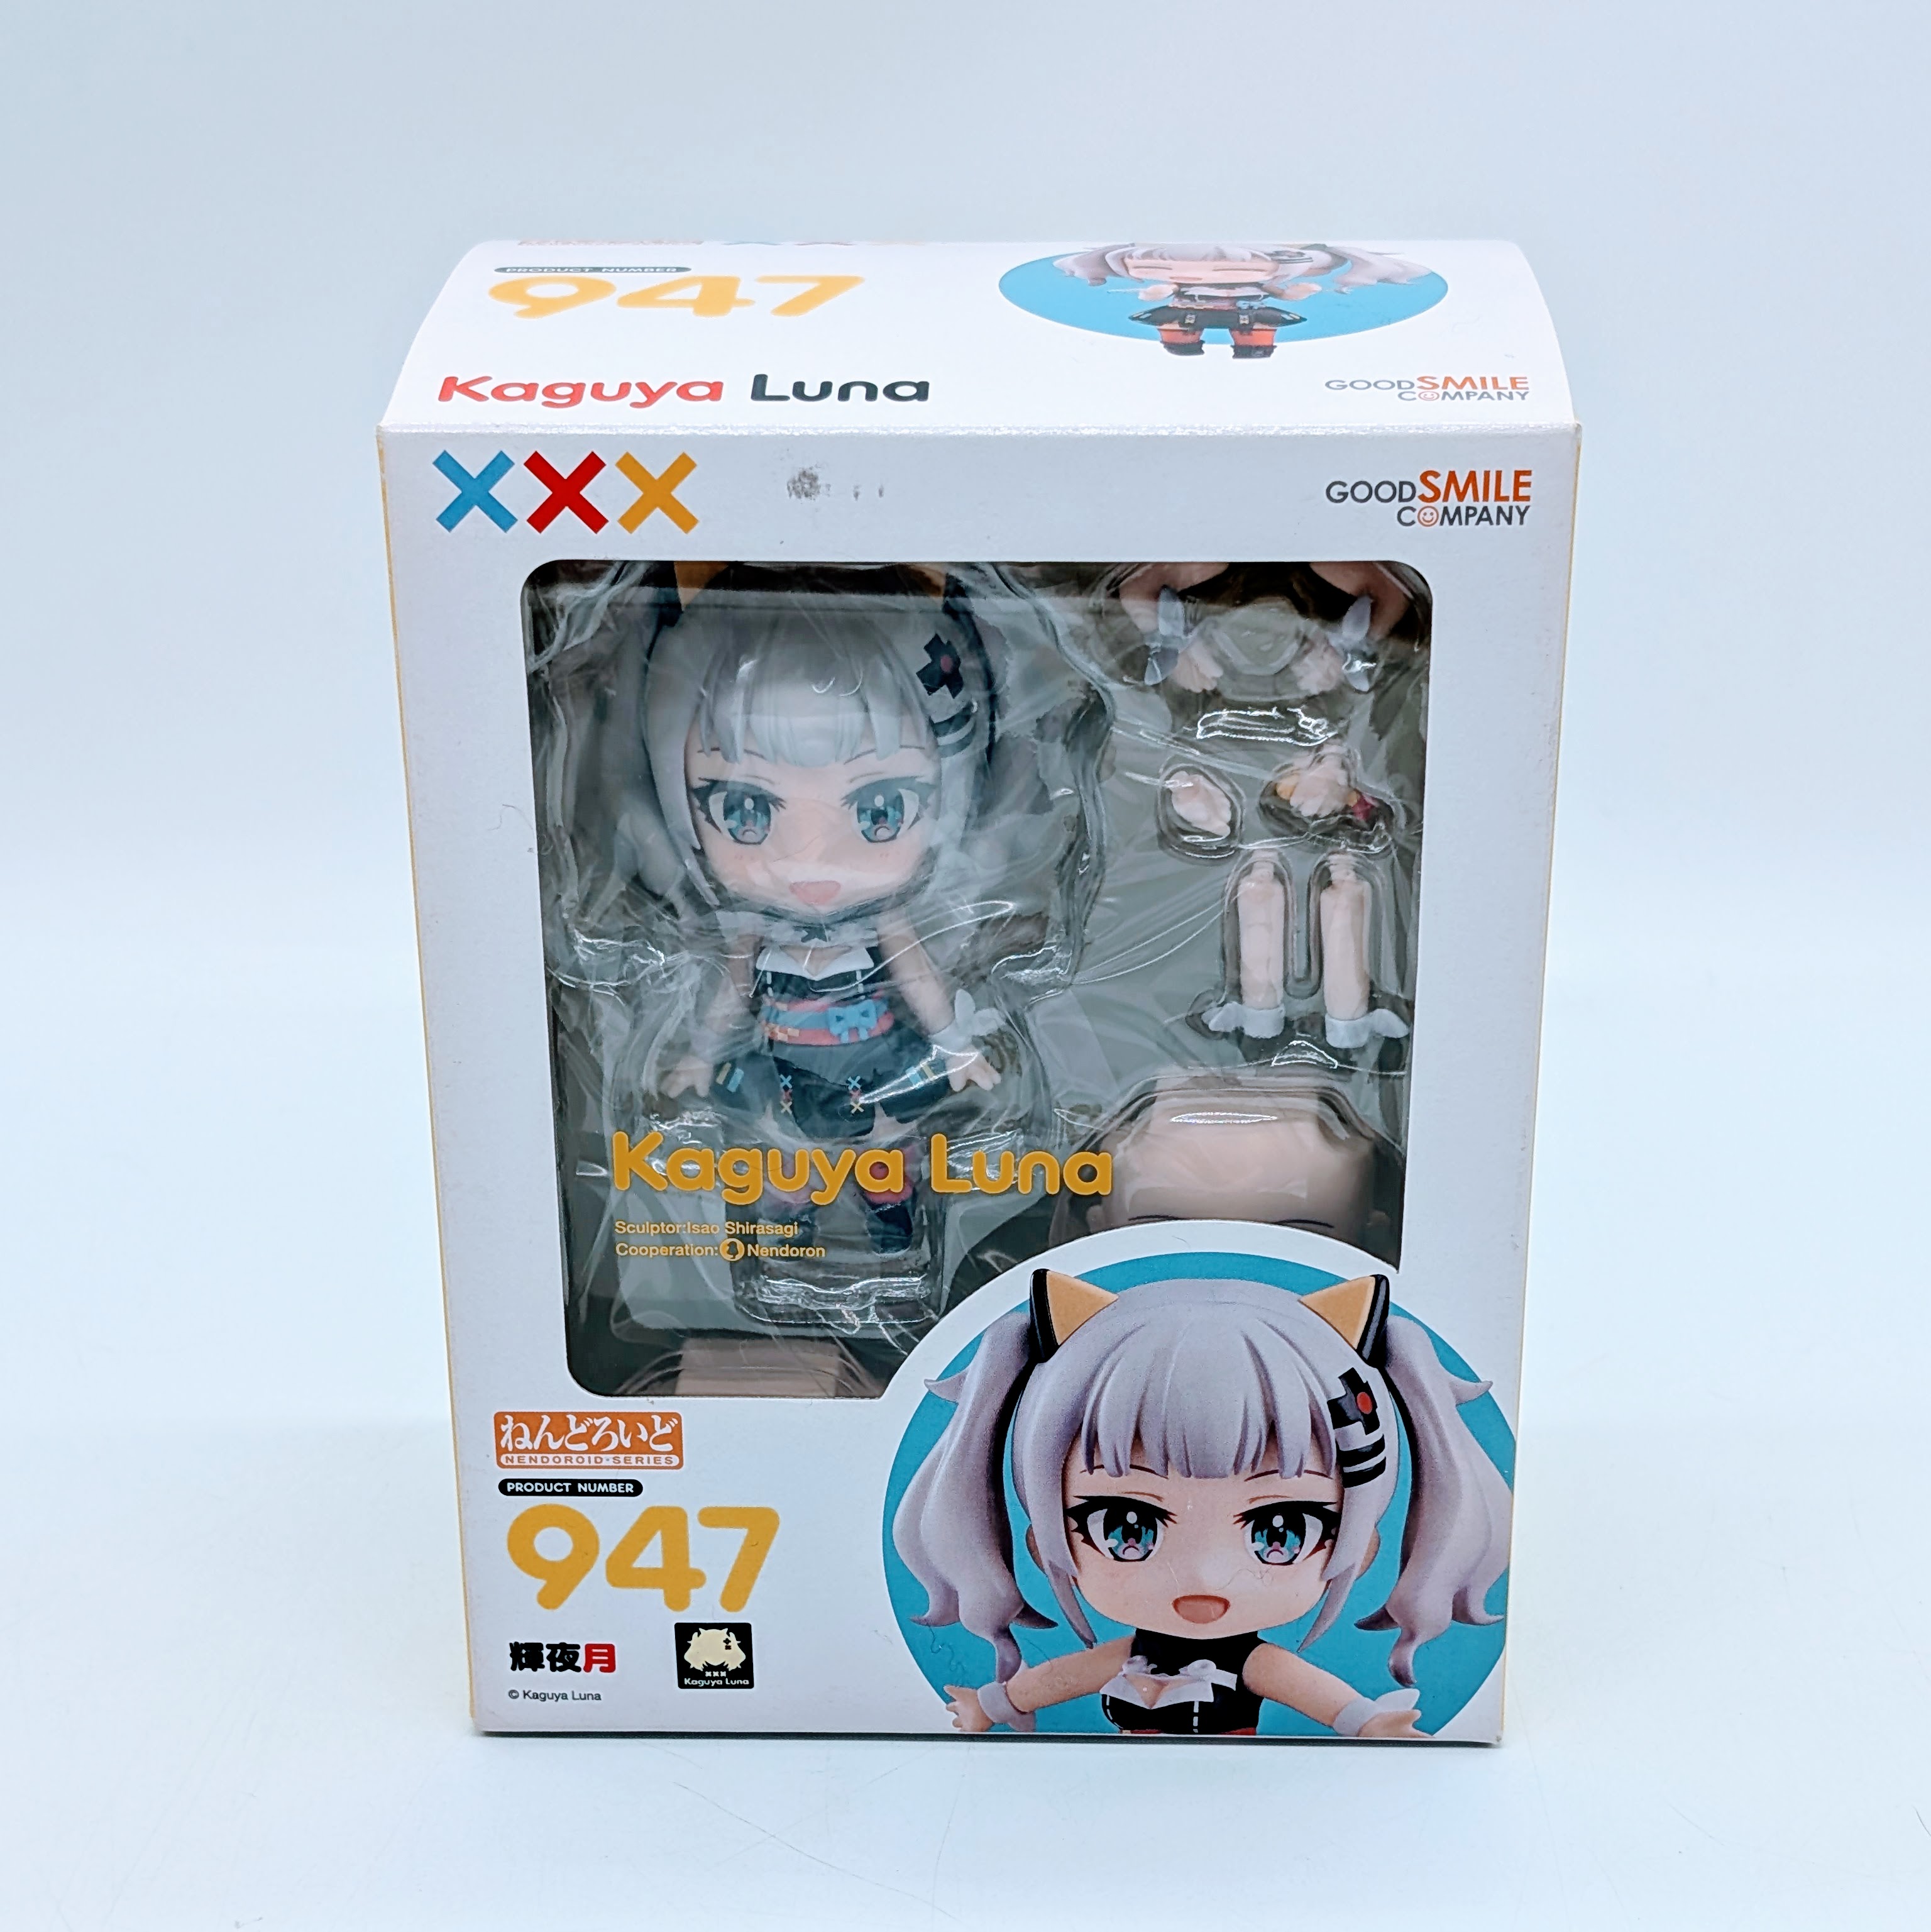 PRODUCT NUMBER
947
Kaguya Luna
GOODSMILE
COMPANY
XXX
GOODSMILE
COMPANY
Kaguya Luna
Sculptor:Isao Shirasagi
Cooperation: Nendoron
ねんどろいど
NENDOROID SERIES
PRODUCT NUMBER
947
輝夜月
Kaguya Luna
© Kaguya Luna